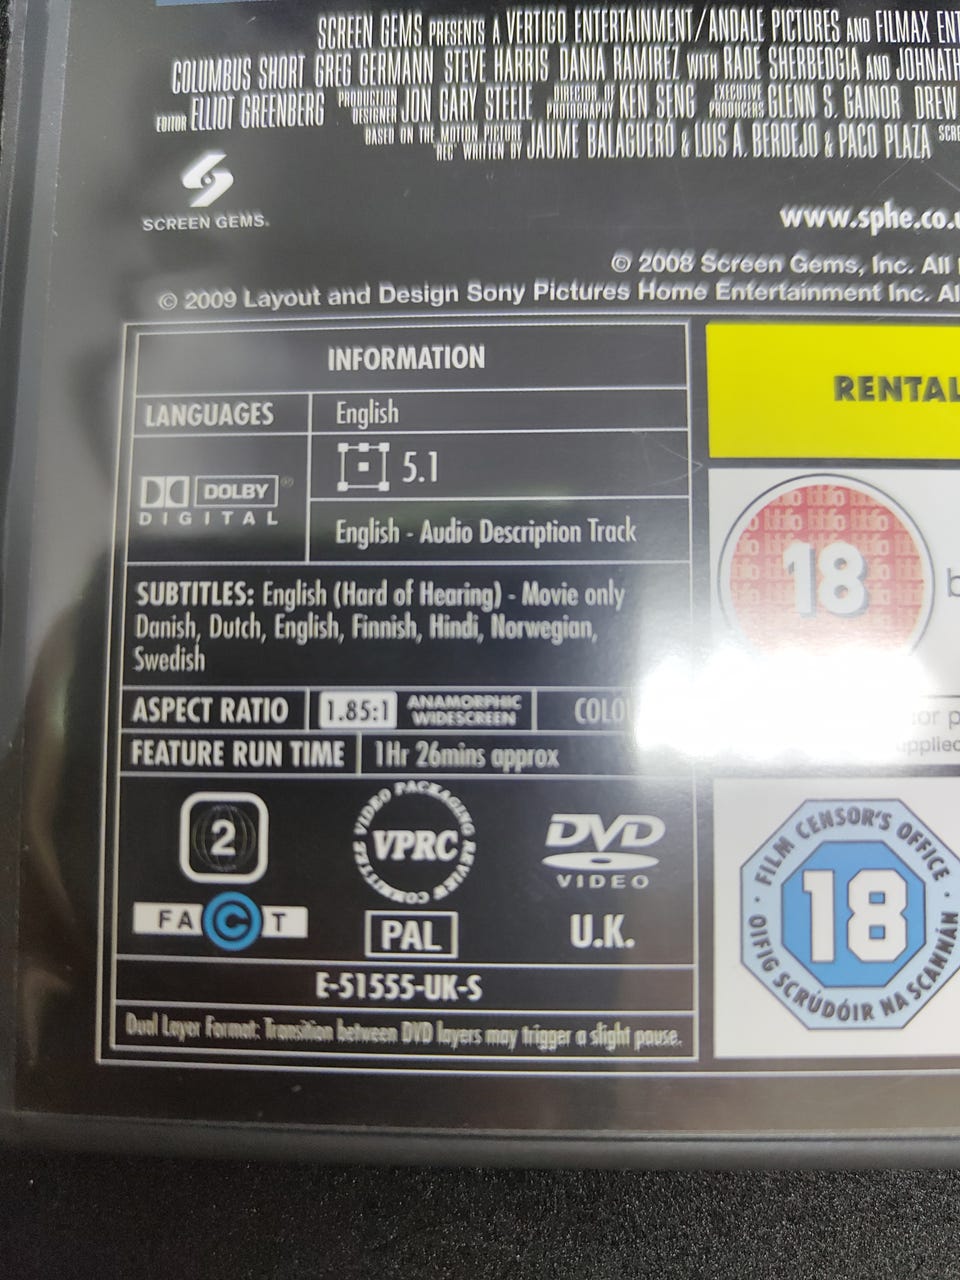 SCREEN GEMS PRESENTS A VERTIGO ENTERTAINMENT/ANDALE PICTURES AND FILMAX
COLUMBUS SHORT GREG GERMANN STEVE HARRIS DANIA RAMIREZ WITH RADE SHERBEDGIA AND
EDITOR ELLIOT GREENBERG PRODUCTION DESIGNER JON GARY STEELE DIRECTOR OF PHOTOGRAPHY KEN SENG EXECUTIVE PRODUCERS GLENN S. GAINOR DREW
BASED ON THE MOTION PICTURE "REC" WRITTEN BY JAUME BALAGUERÓ & LUIS A. BERDEJO & PACO PLAZA
SCREEN GEMS®
www.sphe.co.u
© 2008 Screen Gems, Inc. All
© 2009 Layout and Design Sony Pictures Home Entertainment Inc. Al
INFORMATION
LANGUAGES English
DOLBY DIGITAL ® 5.1
English - Audio Description Track
SUBTITLES: English (Hard of Hearing) - Movie only
Danish, Dutch, English, Finnish, Hindi, Norwegian,
Swedish
ASPECT RATIO 1.85:1 ANAMORPHIC WIDESCREEN COLO
FEATURE RUN TIME 1Hr 26mins approx
2
VIDEO PACKAGING REVIEW COMMITTEE
VPRC
DVD
VIDEO
FACT
PAL
U.K.
E-51555-UK-S
Dual Layer Format: Transition between DVD layers may trigger a slight pause.
RENTAL
18
or p
applied
FILM CENSOR'S OFFICE
18
OIFIG SCRÚDÓIR NA SCANNÁN